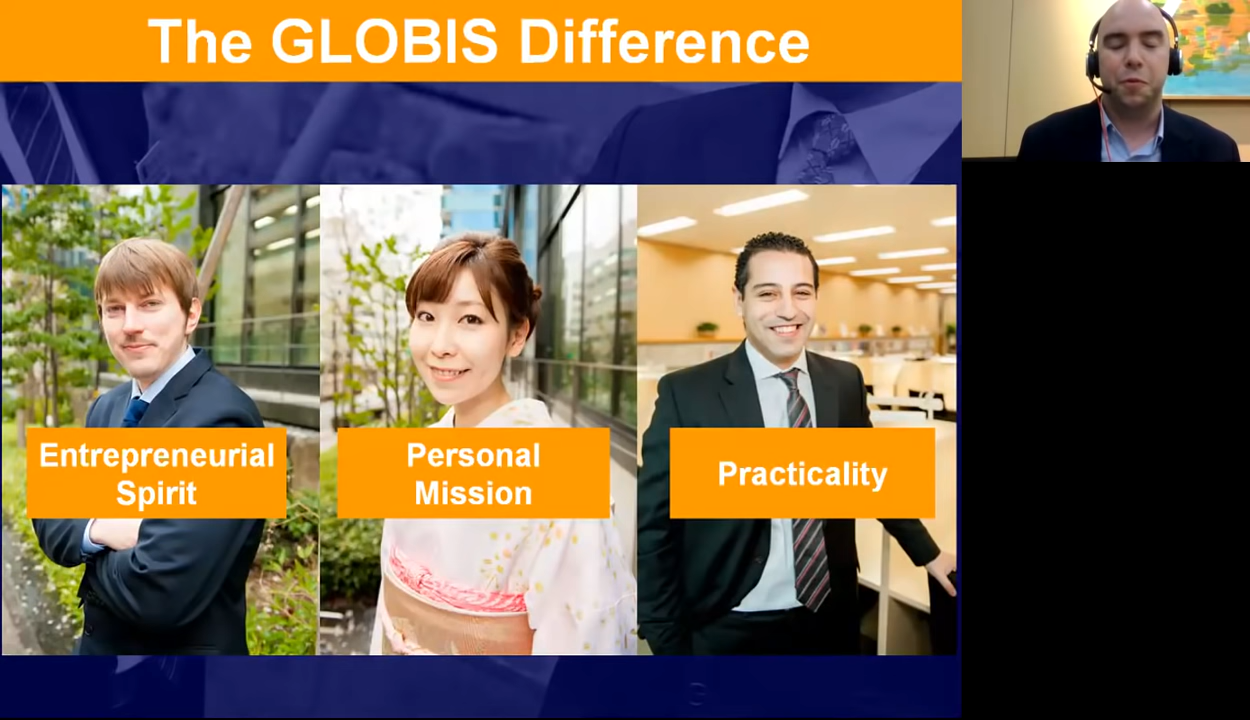 The GLOBIS Difference
Entrepreneurial
Spirit
Personal
Mission
Practicality